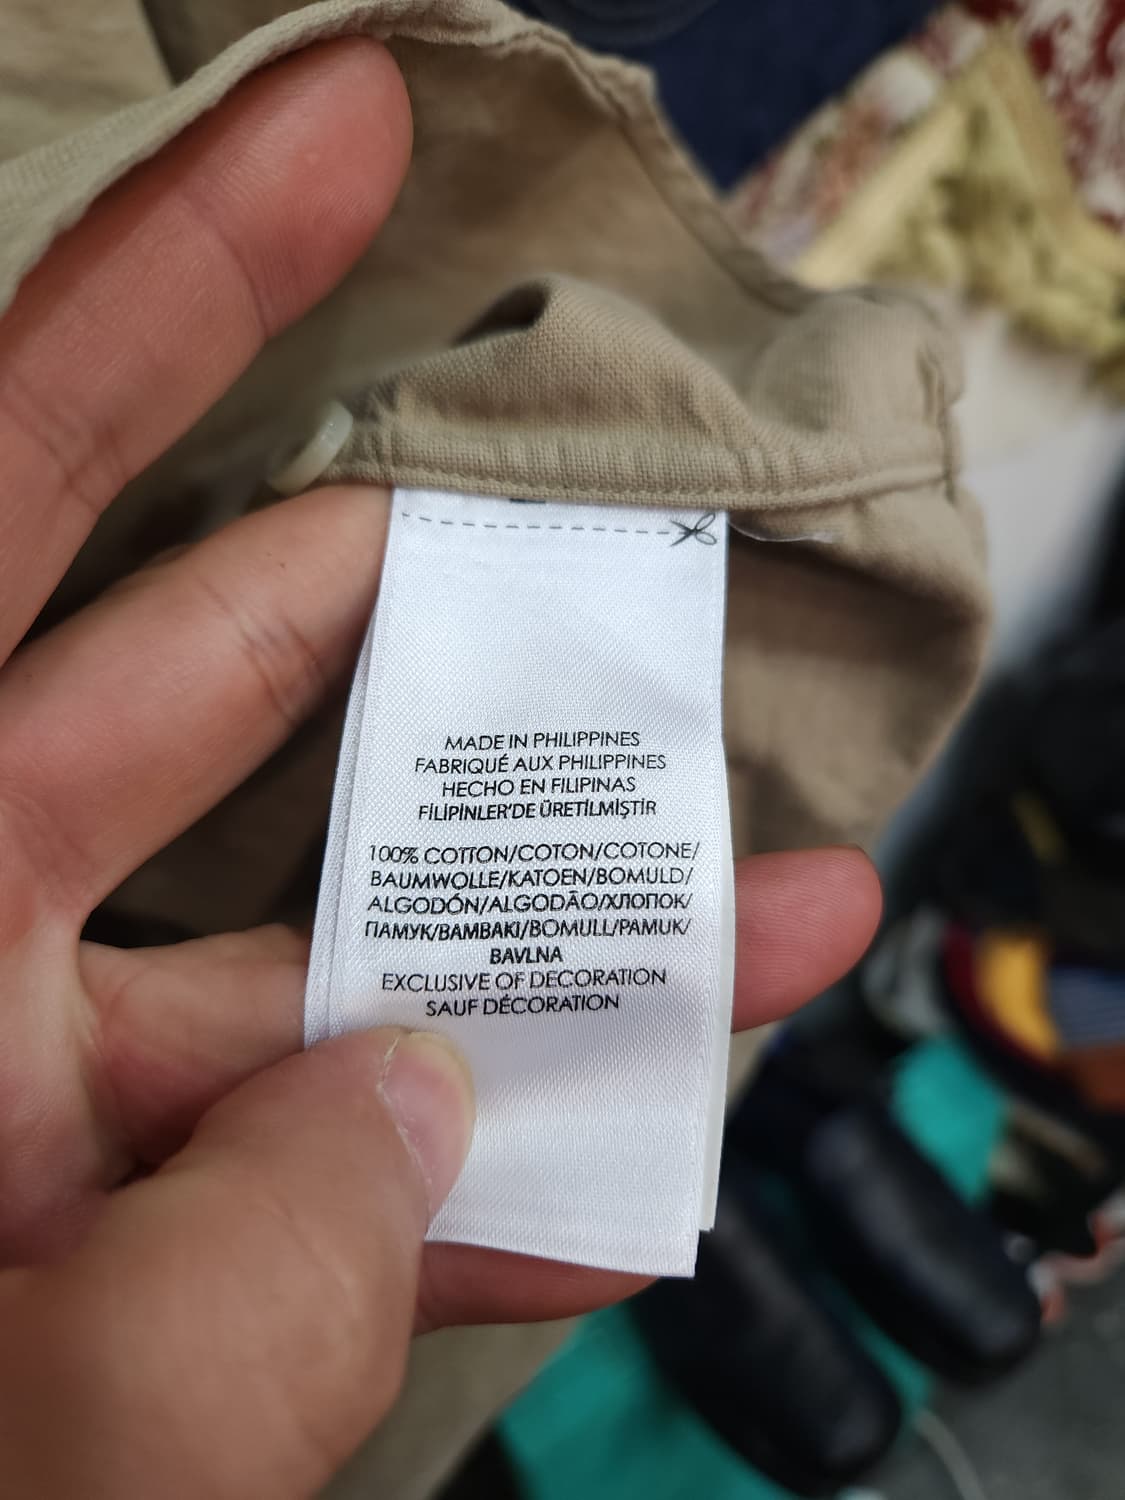 MADE IN PHILIPPINES
FABRIQUÉ AUX PHILIPPINES
HECHO EN FILIPINAS
FİLİPİNLER'DE ÜRETİLMİŞTİR
100% COTTON/COTON/COTONE/
BAUMWOLLE/KATOEN/BOMULD/
ALGODÓN/ALGODÃO/ХЛОПОК/
ПАМУК/ΒΑΜΒΑΚΙ/BOMULL/PAMUK/
BAVLNA
EXCLUSIVE OF DECORATION
SAUF DÉCORATION